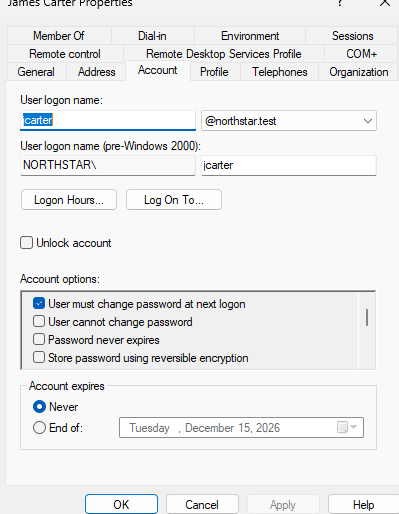 James Carter Properties ? ×
Member Of Dial-in Environment Sessions
Remote control Remote Desktop Services Profile COM+
General Address Account Profile Telephones Organization
User logon name:
jcarter @northstar.test
User logon name (pre-Windows 2000):
NORTHSTAR\ jcarter
Logon Hours... Log On To...
Unlock account
Account options:
User must change password at next logon
User cannot change password
Password never expires
Store password using reversible encryption
Account expires
Never
End of: Tuesday , December 15, 2026
OK Cancel Apply Help